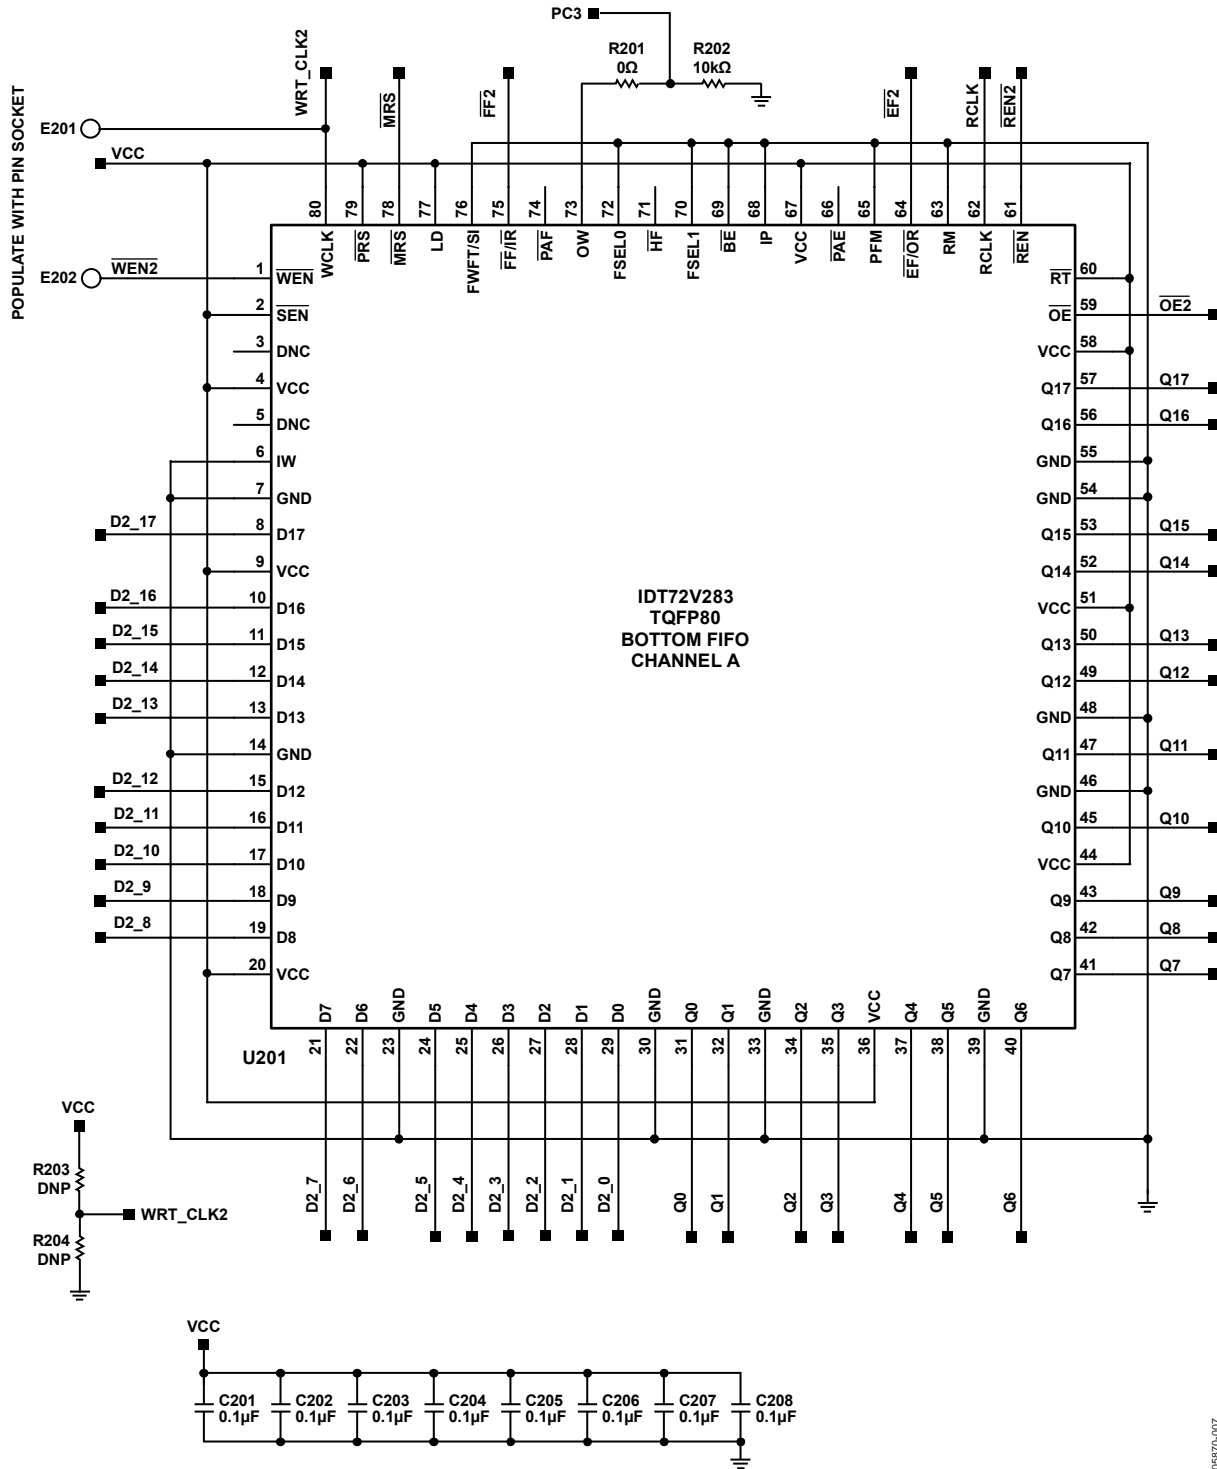 PC3
R201
0Ω
R202
10kΩ
WRT_CLK2
MRS
FF2
EF2
RCLK
REN2
POPULATE WITH PIN SOCKET
E201
VCC
E202
WEN2
80
79
78
77
76
75
74
73
72
71
70
69
68
67
66
65
64
63
62
61
WCLK
PRS
MRS
LD
FWFT/SI
FF/IR
PAF
OW
FSEL0
HF
FSEL1
BE
IP
VCC
PAE
PFM
EF/OR
RM
RCLK
REN
1 WEN
2 SEN
3 DNC
4 VCC
5 DNC
6 IW
7 GND
D2_17 8 D17
9 VCC
D2_16 10 D16
D2_15 11 D15
D2_14 12 D14
D2_13 13 D13
14 GND
D2_12 15 D12
D2_11 16 D11
D2_10 17 D10
D2_9 18 D9
D2_8 19 D8
20 VCC
IDT72V283
TQFP80
BOTTOM FIFO
CHANNEL A
RT 60
OE 59 OE2
VCC 58
Q17 57 Q17
Q16 56 Q16
GND 55
GND 54
Q15 53 Q15
Q14 52 Q14
VCC 51
Q13 50 Q13
Q12 49 Q12
GND 48
Q11 47 Q11
GND 46
Q10 45 Q10
VCC 44
Q9 43 Q9
Q8 42 Q8
Q7 41 Q7
D7
D6
GND
D5
D4
D3
D2
D1
D0
GND
Q0
Q1
GND
Q2
Q3
VCC
Q4
Q5
GND
Q6
U201
21
22
23
24
25
26
27
28
29
30
31
32
33
34
35
36
37
38
39
40
D2_7
D2_6
D2_5
D2_4
D2_3
D2_2
D2_1
D2_0
Q0
Q1
Q2
Q3
Q4
Q5
Q6
VCC
R203
DNP
WRT_CLK2
R204
DNP
VCC
C201
0.1µF
C202
0.1µF
C203
0.1µF
C204
0.1µF
C205
0.1µF
C206
0.1µF
C207
0.1µF
C208
0.1µF
05870-007